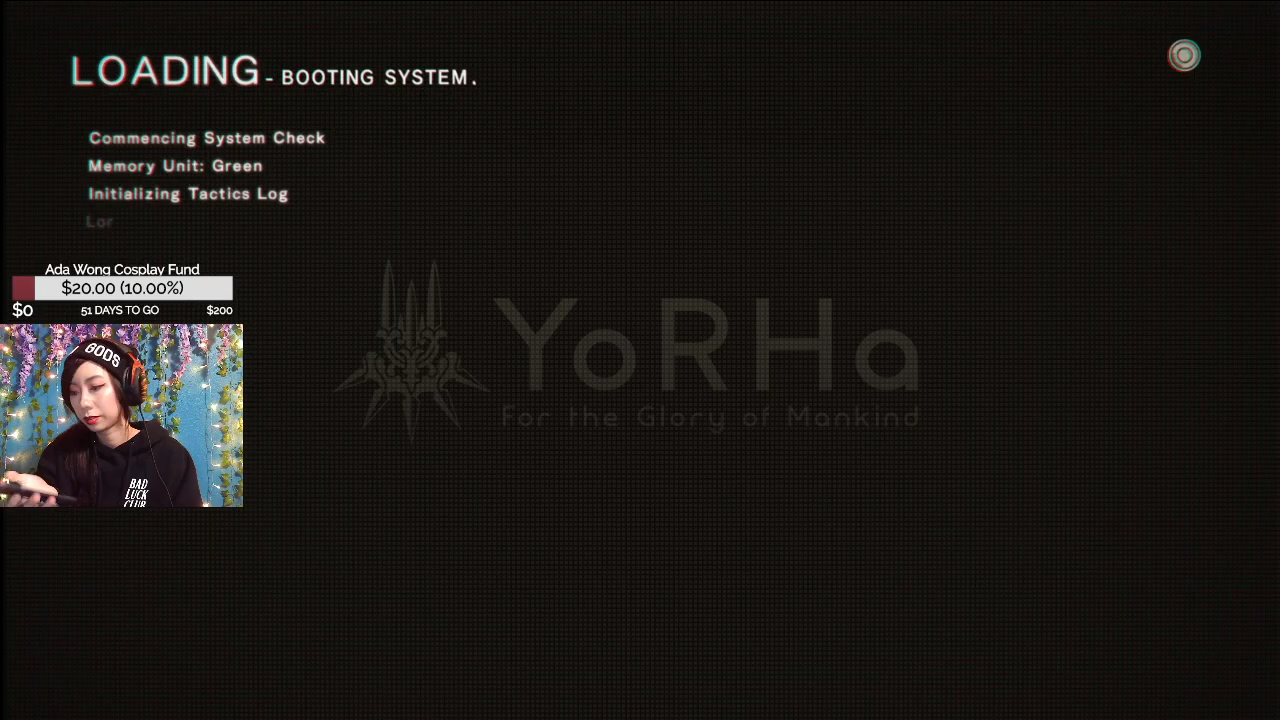 LOADING - BOOTING SYSTEM.
Commencing System Check
Memory Unit: Green
Initializing Tactics Log
Lor
Ada Wong Cosplay Fund
$20.00 (10.00%)
$0 51 DAYS TO GO $200
YoRHa
For the Glory of Mankind
GODS
BAD
LUCK
CLUB